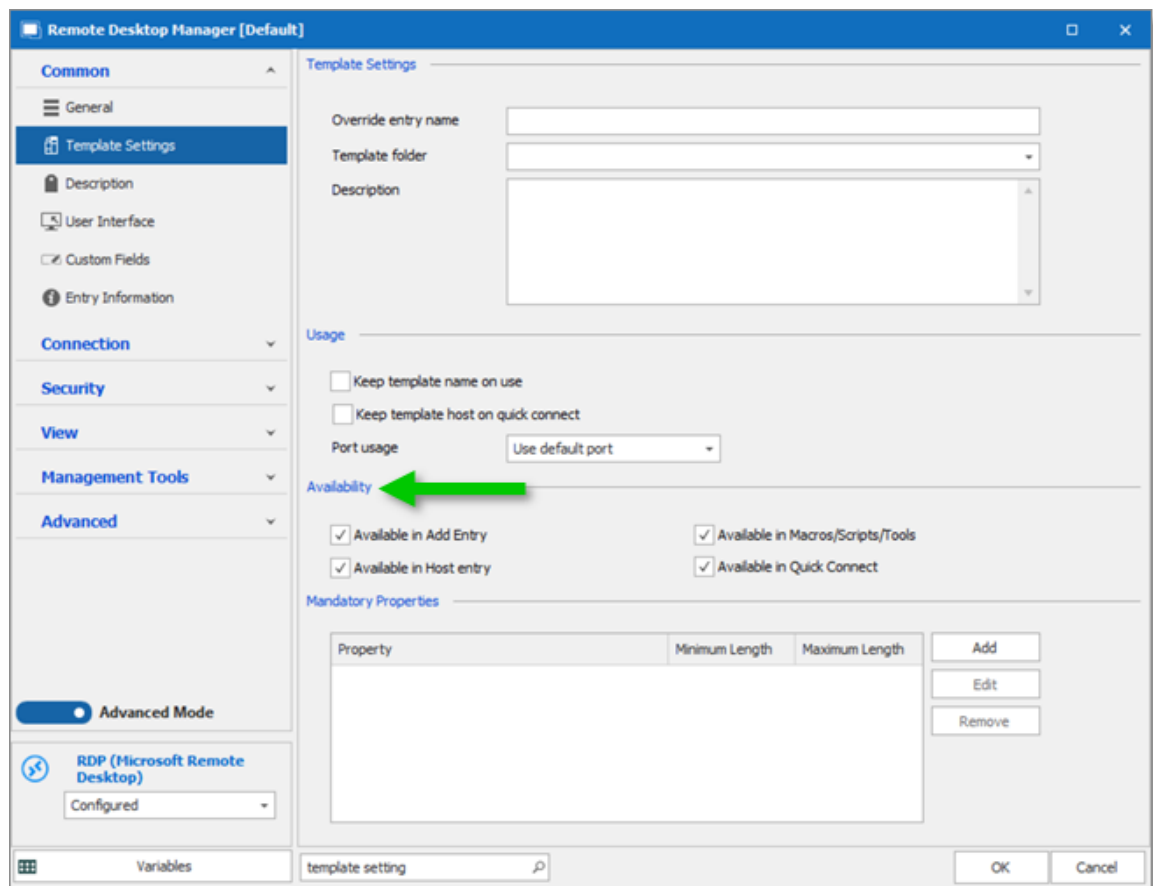 Remote Desktop Manager [Default]
Common
General
Template Settings
Description
User Interface
Custom Fields
Entry Information
Connection
Security
View
Management Tools
Advanced
Advanced Mode
RDP (Microsoft Remote
Desktop)
Configured
Variables
Template Settings
Override entry name
Template folder
Description
Usage
Keep template name on use
Keep template host on quick connect
Port usage Use default port
Availability
Available in Add Entry Available in Macros/Scripts/Tools
Available in Host entry Available in Quick Connect
Mandatory Properties
Property Minimum Length Maximum Length
Add
Edit
Remove
template setting
OK Cancel